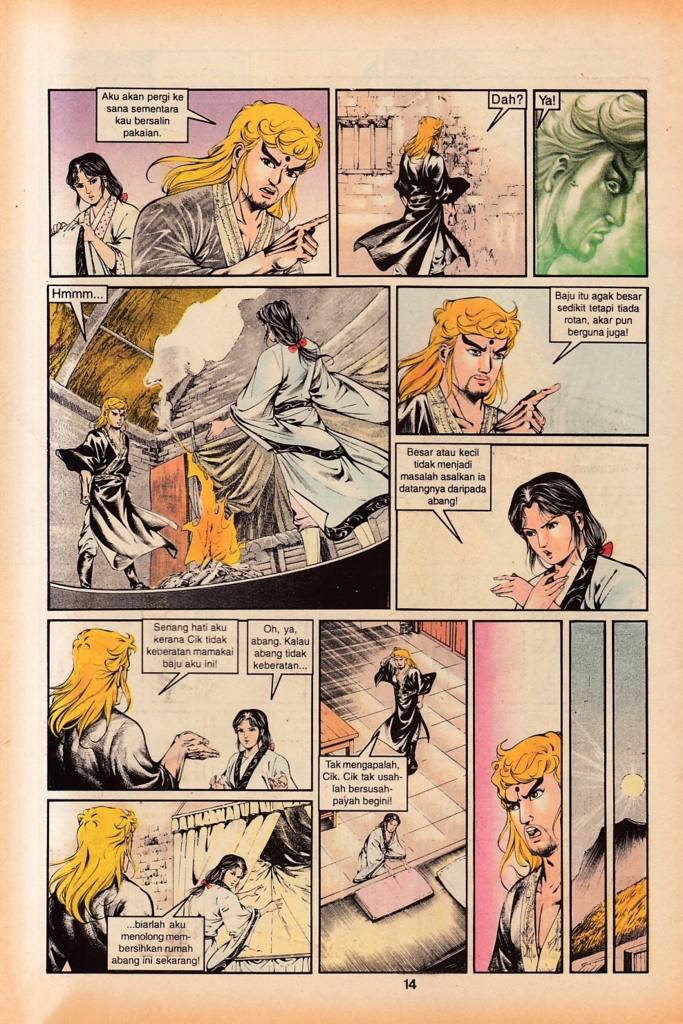 Aku akan pergi ke
sana sementara
kau bersalin
pakaian.
Dah?
Ya!
Hmmm...
Baju itu agak besar
sedikit tetapi tiada
rotan, akar pun
berguna juga!
Besar atau kecil
tidak menjadi
masalah asalkan ia
datangnya daripada
abang!
Senang hati aku
kerana Cik tidak
keberatan mamakai
baju aku ini!
Oh, ya,
abang. Kalau
abang tidak
keberatan...
...biarlah aku
menolong mem-
bersihkan rumah
abang ini sekarang!
Tak mengapalah,
Cik. Cik tak usah-
lah bersusah-
payah begini!
14